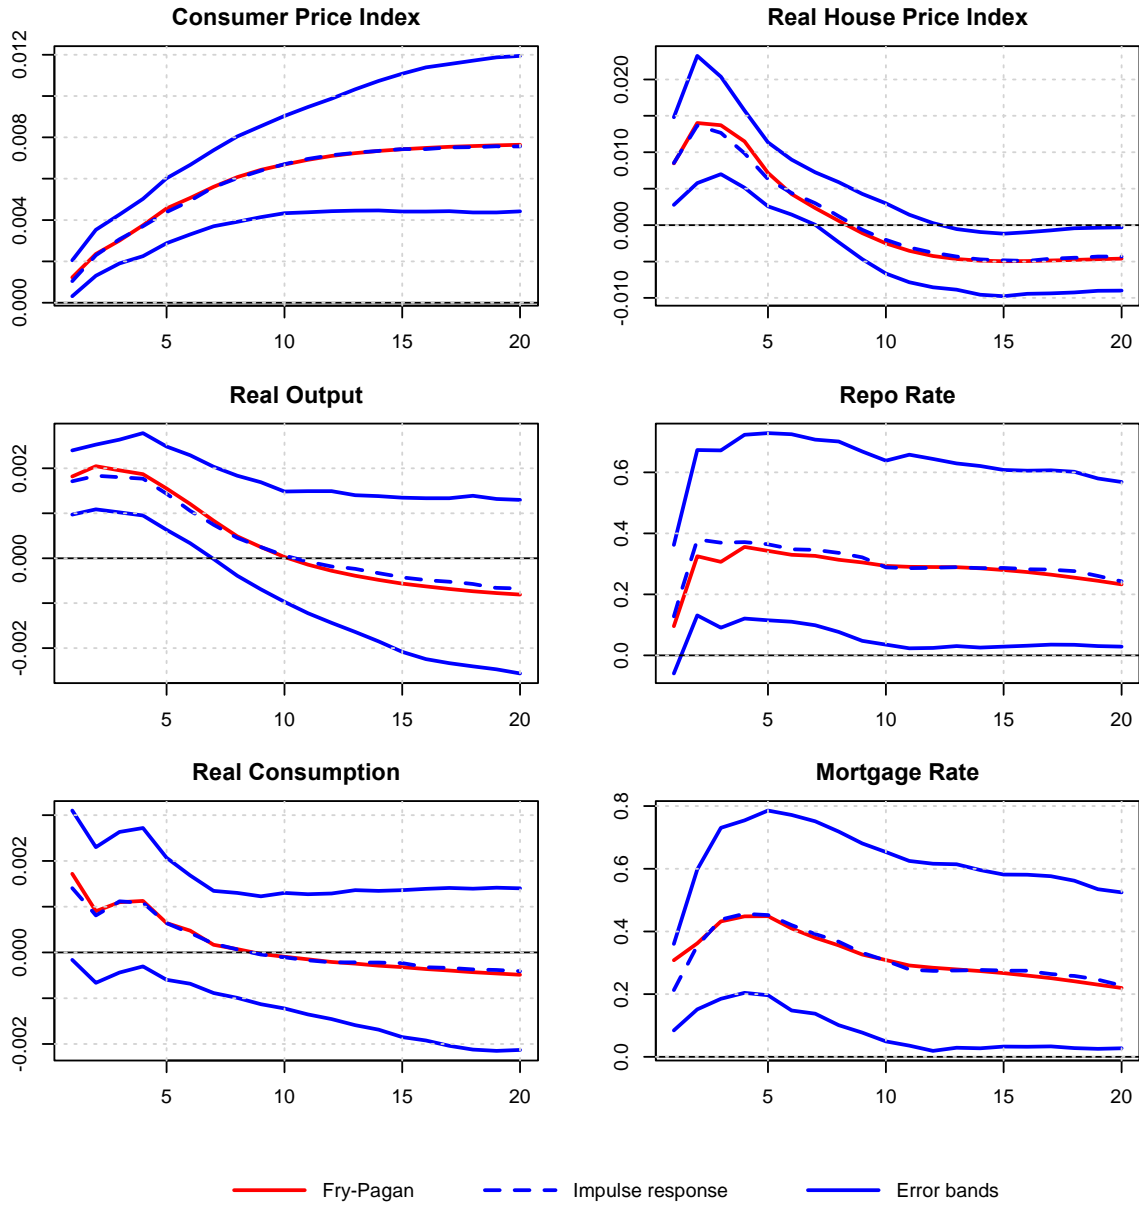 Consumer Price Index
0.012
0.008
0.004
0.000
5 10 15 20
Real House Price Index
0.020
0.010
0.000
-0.010
5 10 15 20
Real Output
0.002
0.000
-0.002
5 10 15 20
Repo Rate
0.6
0.4
0.2
0.0
5 10 15 20
Real Consumption
0.002
0.000
-0.002
5 10 15 20
Mortgage Rate
0.8
0.6
0.4
0.2
0.0
5 10 15 20
Fry-Pagan Impulse response Error bands